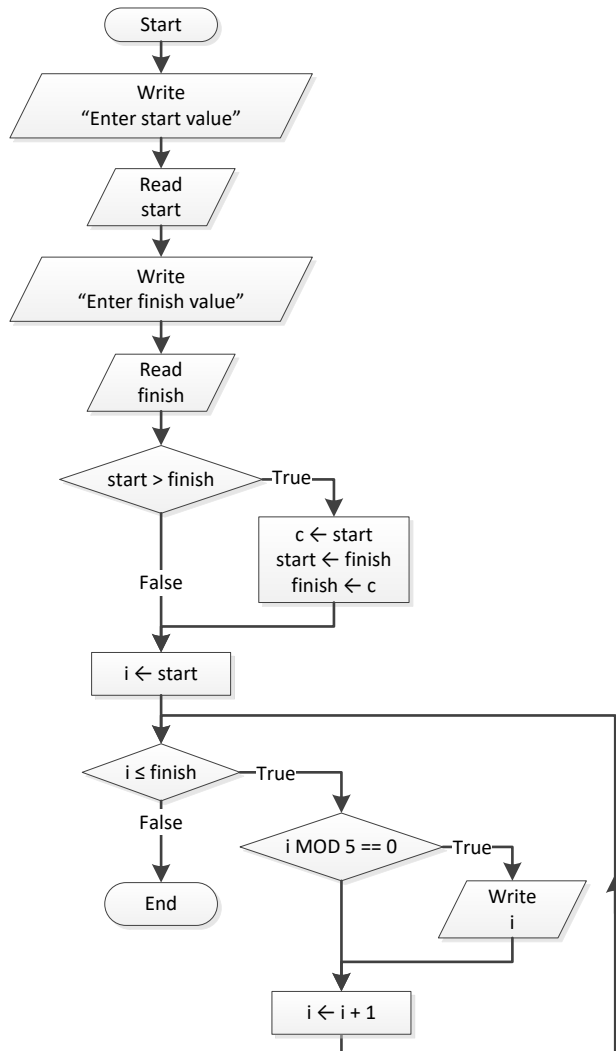 Start
Write
“Enter start value”
Read
start
Write
“Enter finish value”
Read
finish
start > finish
True
c ← start
start ← finish
finish ← c
False
i ← start
i ≤ finish
True
False
i MOD 5 == 0
True
End
Write
i
i ← i + 1